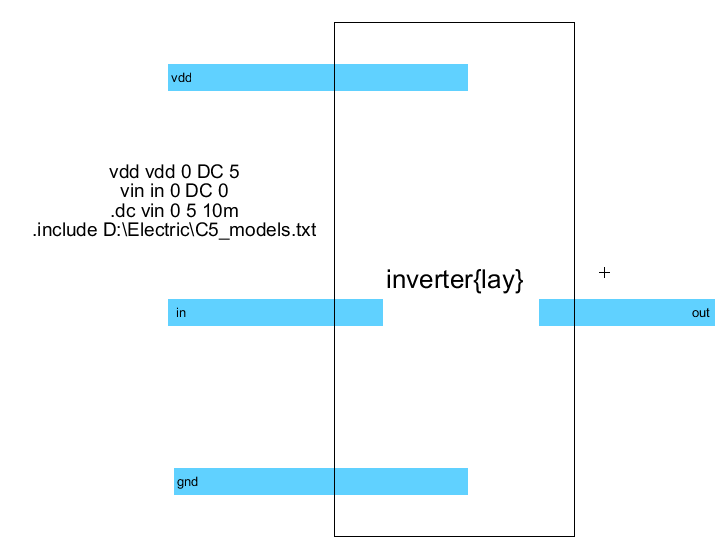 vdd
vdd vdd 0 DC 5
vin in 0 DC 0
.dc vin 0 5 10m
.include D:\Electric\C5_models.txt
inverter{lay}
in
out
gnd